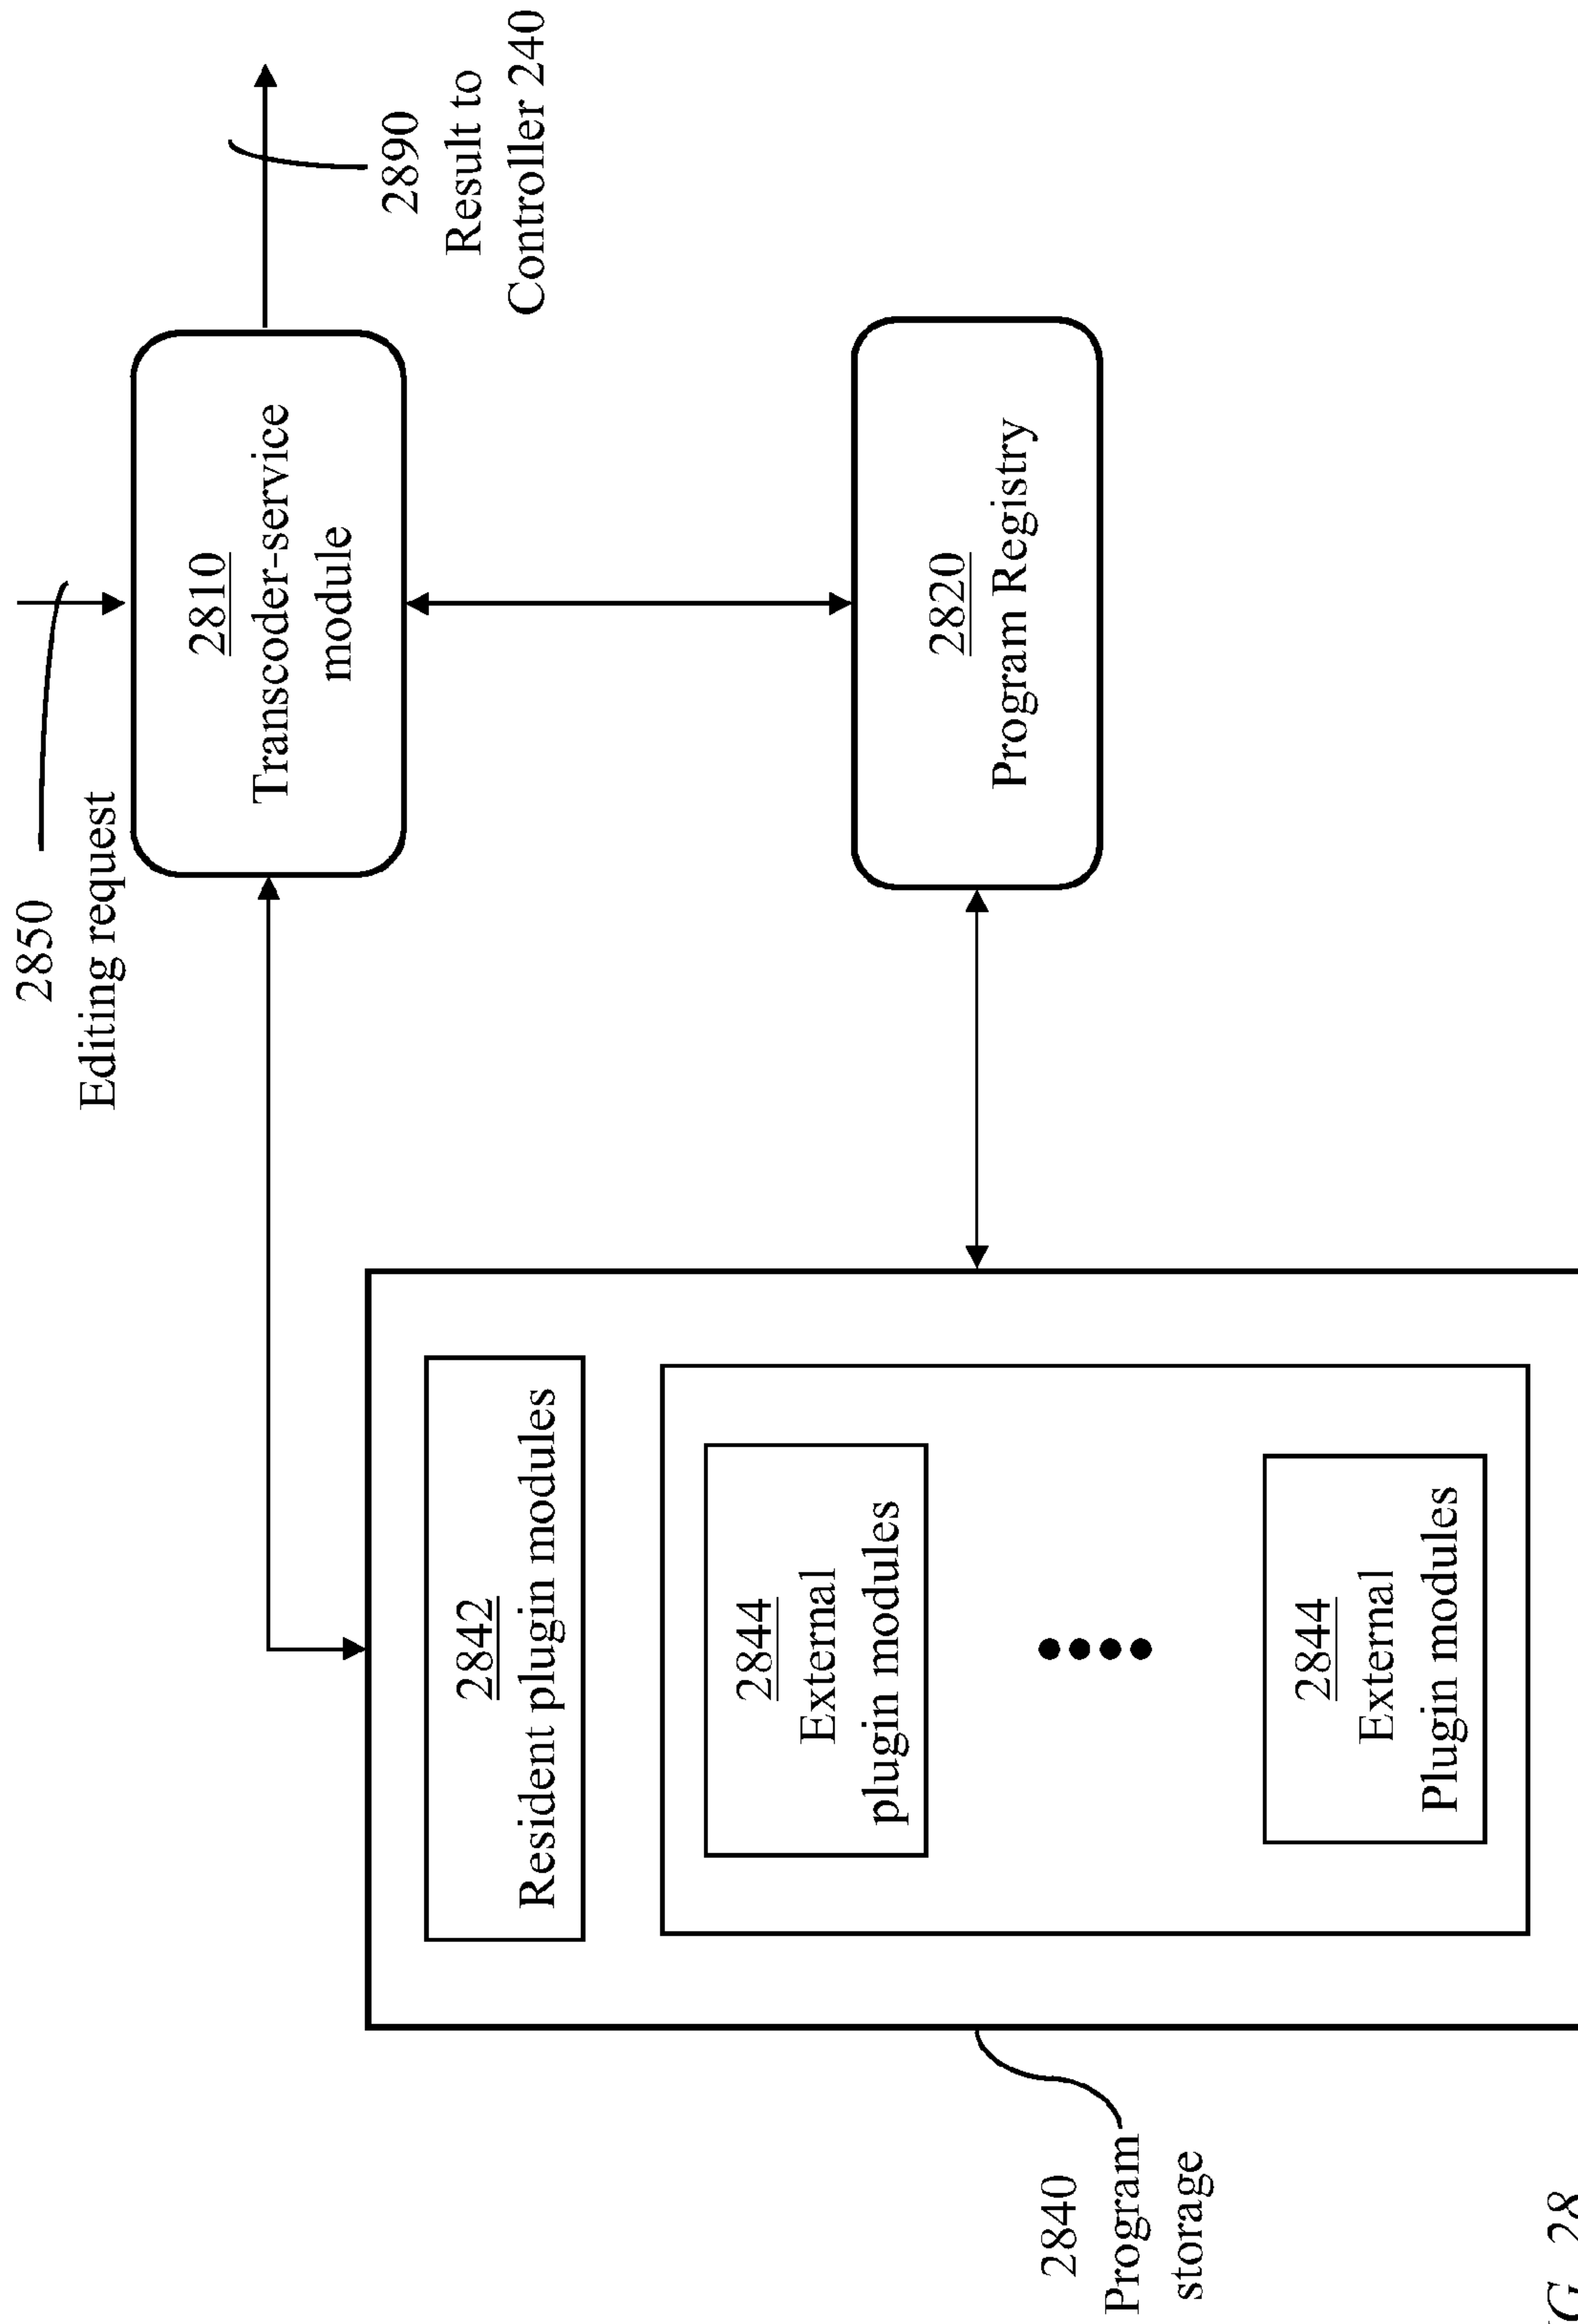 2850
Editing request
2810
Transcoder-service
module
2890
Result to
Controller 240
2842
Resident plugin modules
2844
External
plugin modules
2844
External
Plugin modules
2820
Program Registry
2840
Program
storage
G. 28